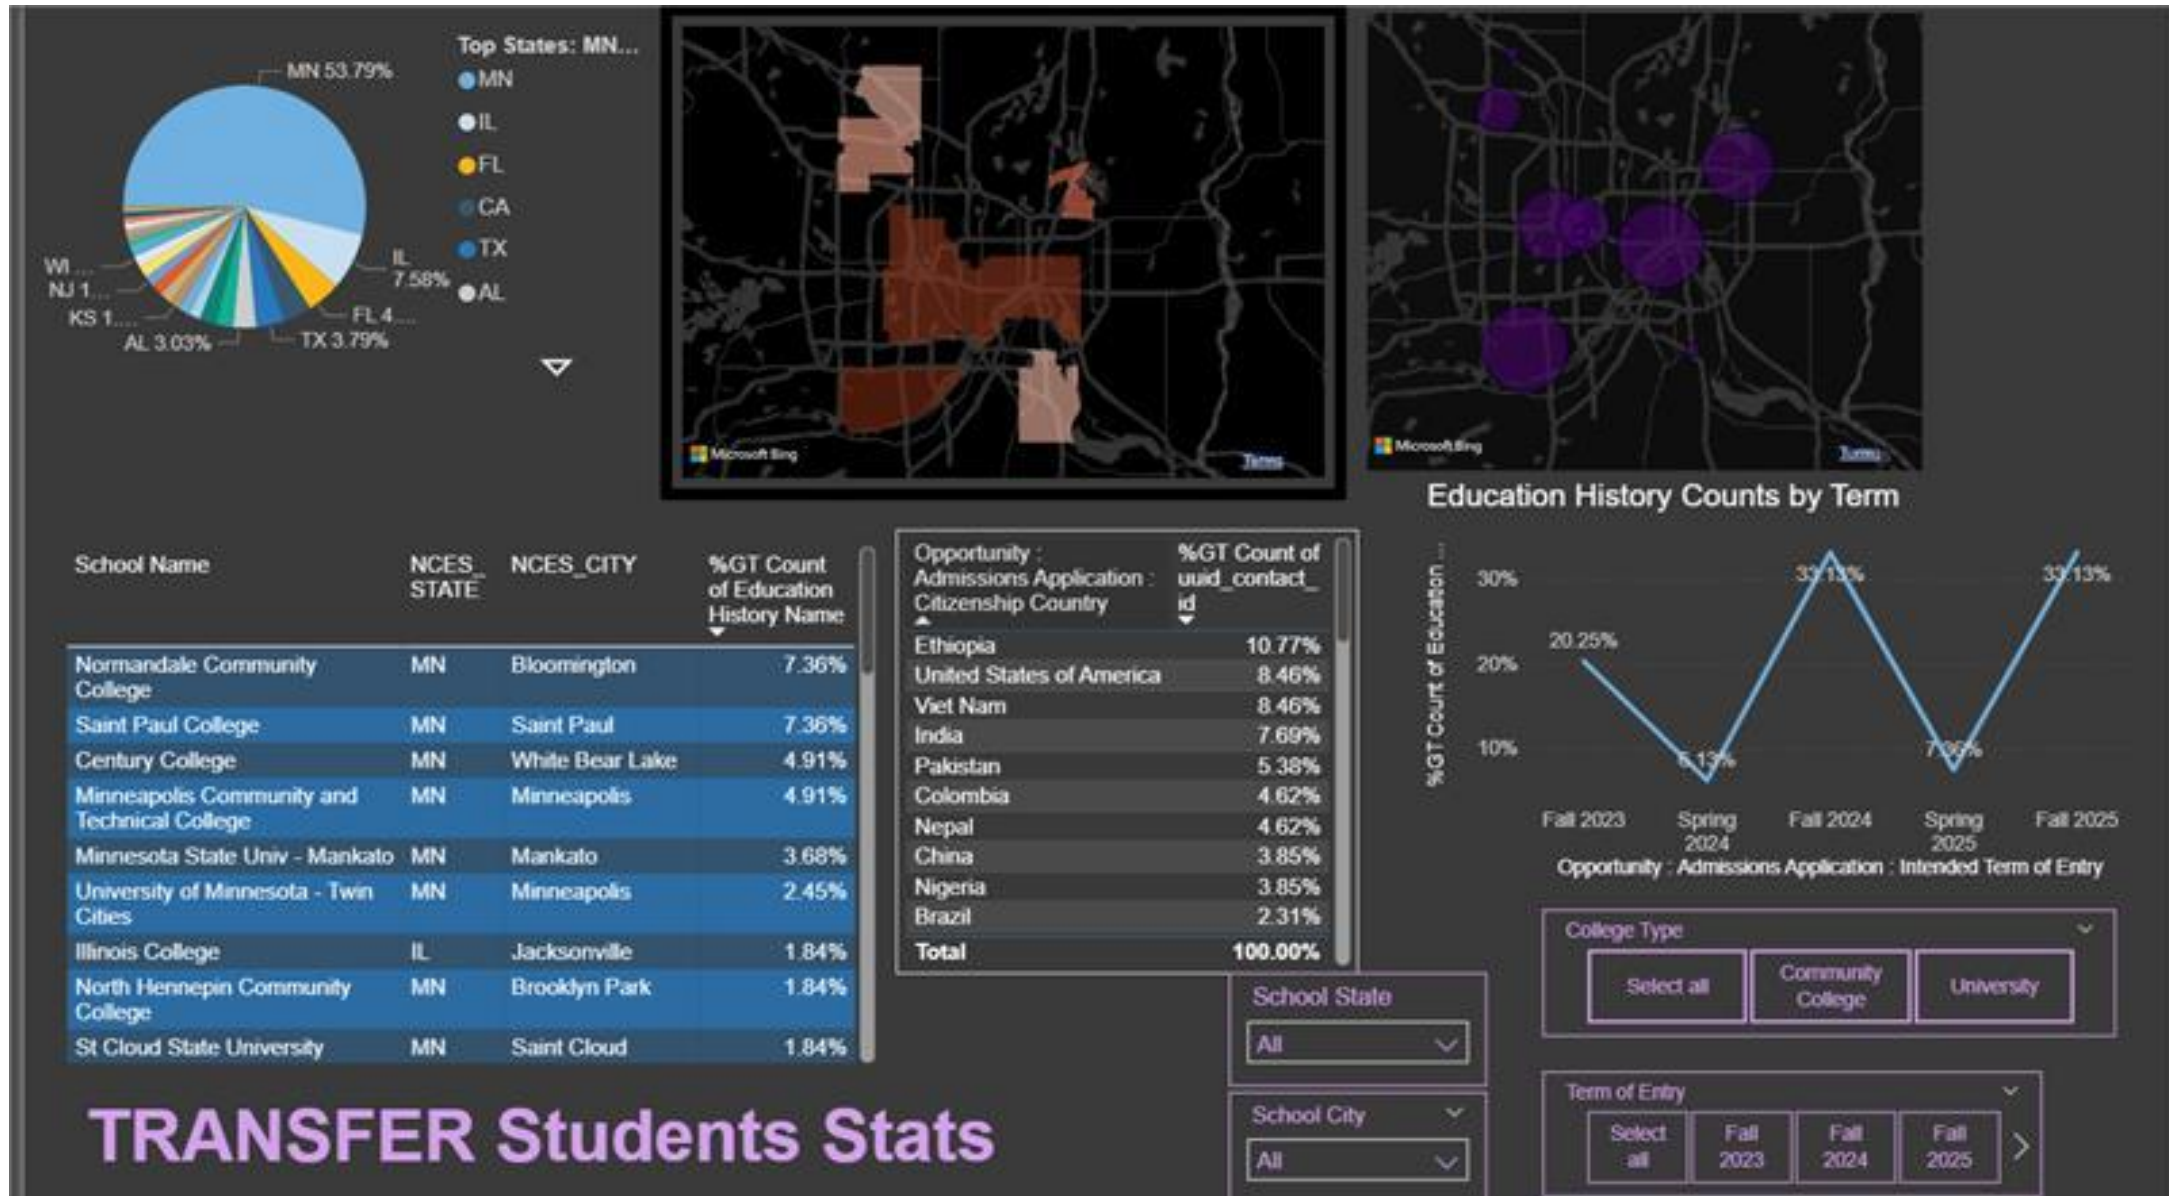 Top States: MN...
MN
IL
FL
CA
TX
AL
MN 53.79%
IL
7.58%
FL 4....
TX 3.79%
AL 3.03%
KS 1....
NJ 1...
WI ...
Microsoft Bing
Terms
Microsoft Bing
Terms
School Name NCES_ NCES_CITY %GT Count
STATE of Education
History Name
Normandale Community MN Bloomington 7.36%
College
Saint Paul College MN Saint Paul 7.36%
Century College MN White Bear Lake 4.91%
Minneapolis Community and MN Minneapolis 4.91%
Technical College
Minnesota State Univ - Mankato MN Mankato 3.68%
University of Minnesota - Twin MN Minneapolis 2.45%
Cities
Illinois College IL Jacksonville 1.84%
North Hennepin Community MN Brooklyn Park 1.84%
College
St Cloud State University MN Saint Cloud 1.84%
Opportunity : %GT Count of
Admissions Application : uuid_contact_
Citizenship Country id
Ethiopia 10.77%
United States of America 8.46%
Viet Nam 8.46%
India 7.69%
Pakistan 5.38%
Colombia 4.62%
Nepal 4.62%
China 3.85%
Nigeria 3.85%
Brazil 2.31%
Total 100.00%
Education History Counts by Term
%GT Count of Education ...
30%
20%
10%
20.25%
6.13%
33.13%
7.36%
33.13%
Fall 2023 Spring Fall 2024 Spring Fall 2025
2024 2025
Opportunity : Admissions Application : Intended Term of Entry
College Type
Select all Community University
College
School State
All
School City
All
Term of Entry
Select Fall Fall Fall
all 2023 2024 2025
TRANSFER Students Stats